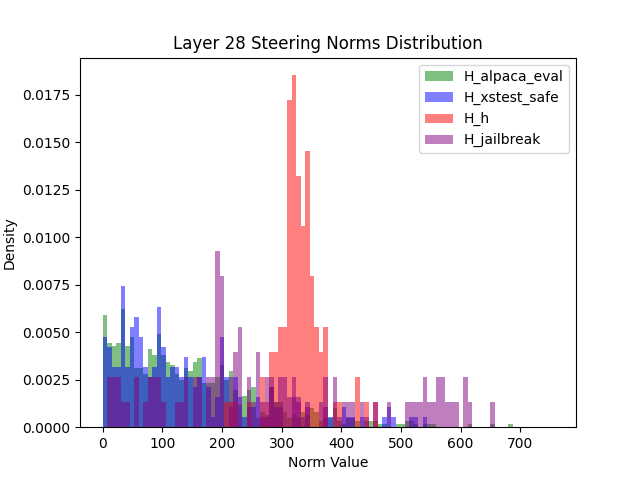 Layer 28 Steering Norms Distribution
H_alpaca_eval
H_xstest_safe
H_h
H_jailbreak
0.0175
0.0150
0.0125
0.0100
0.0075
0.0050
0.0025
0.0000
Density
0 100 200 300 400 500 600 700
Norm Value